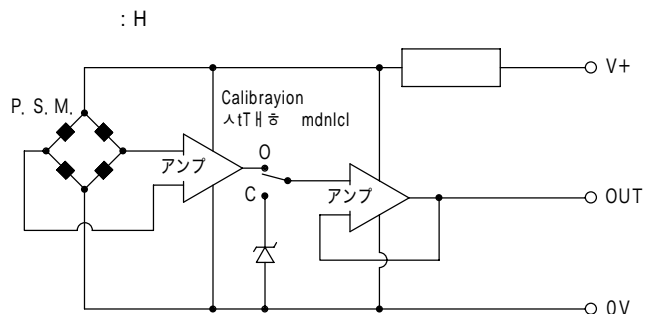 : H
V+
P. S. M.
Calibrayion
mdnlcl
アンプ
O
C
アンプ
OUT
0V